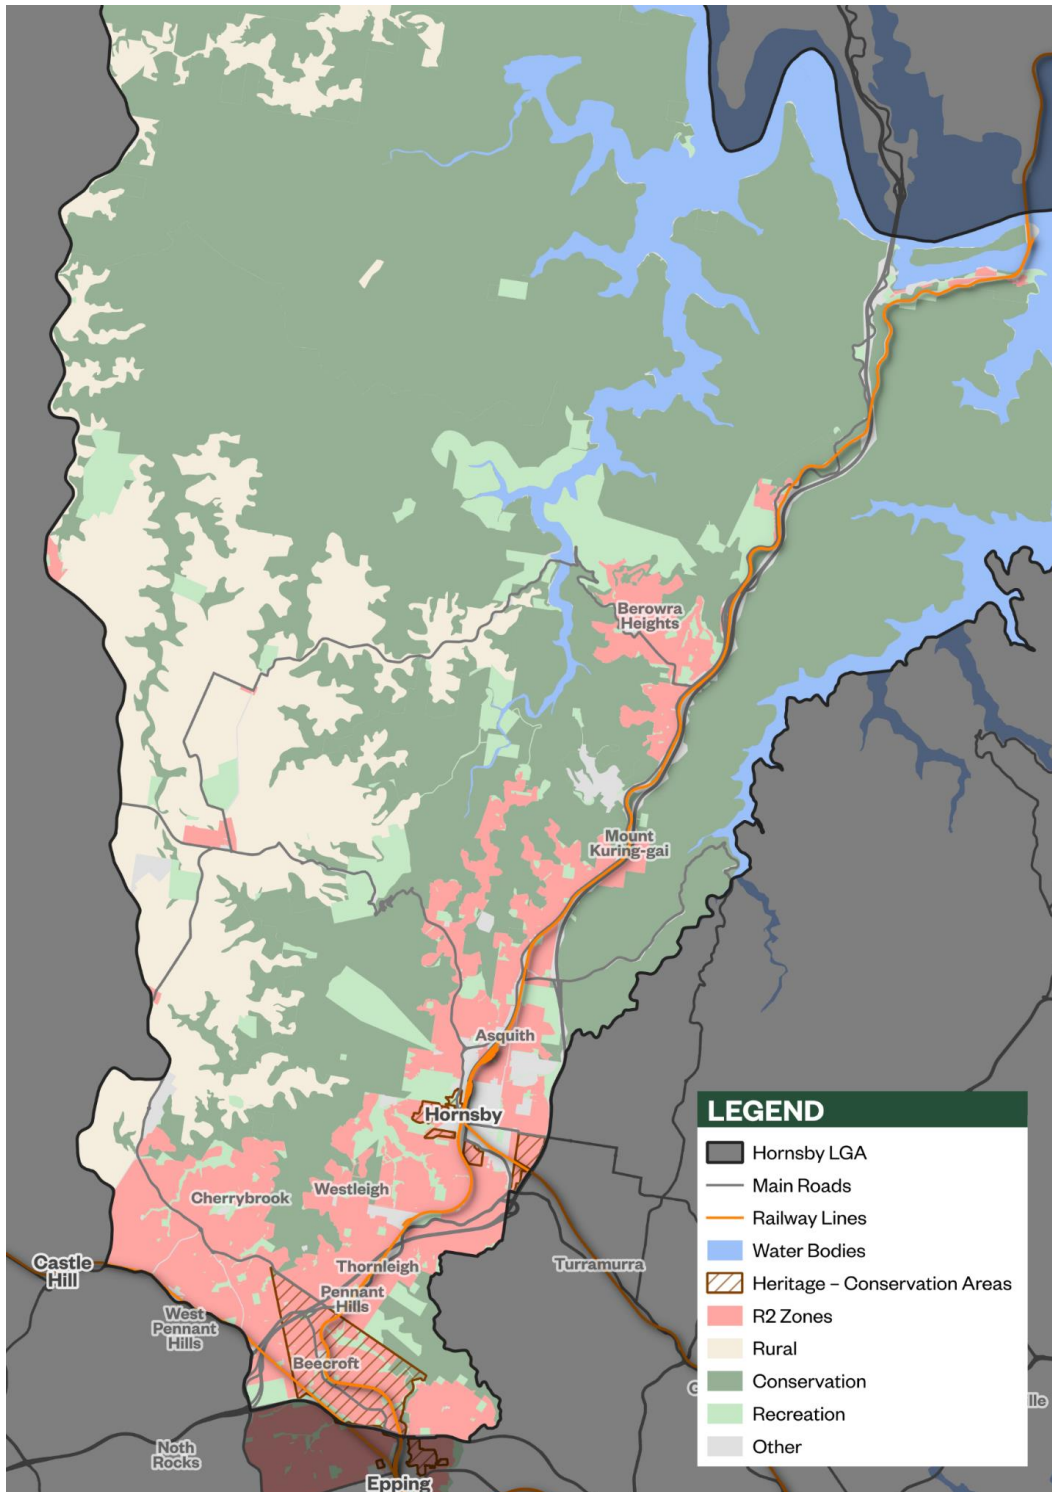 Berowra
Heights
Mount
Kuring-gai
Asquith
Hornsby
Cherrybrook
Westleigh
Castle
Hill
Thornleigh
Turramurra
Pennant
Hills
West
Pennant
Hills
Beecroft
Noth
Rocks
Epping
G
lle
LEGEND
Hornsby LGA
Main Roads
Railway Lines
Water Bodies
Heritage – Conservation Areas
R2 Zones
Rural
Conservation
Recreation
Other